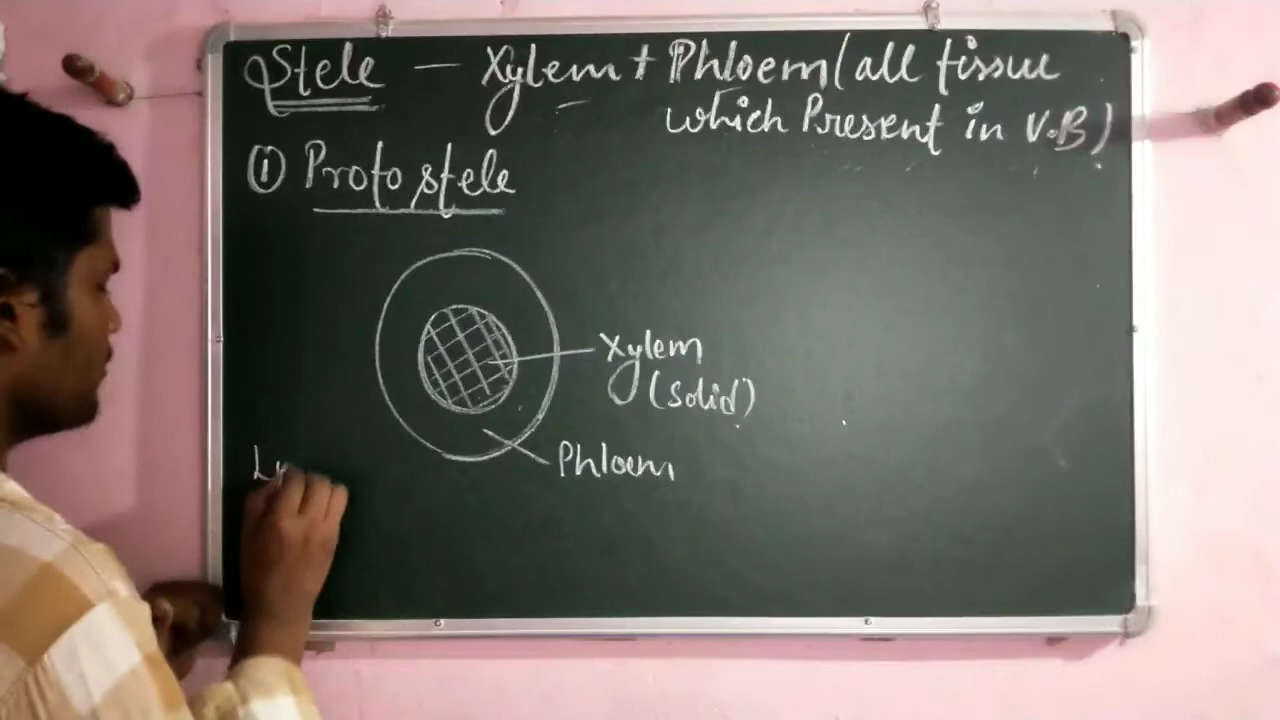 Stele - Xylem + Phloem (all tissue
which Present in V.B)
① Proto stele
Xylem
(solid)
Phloem